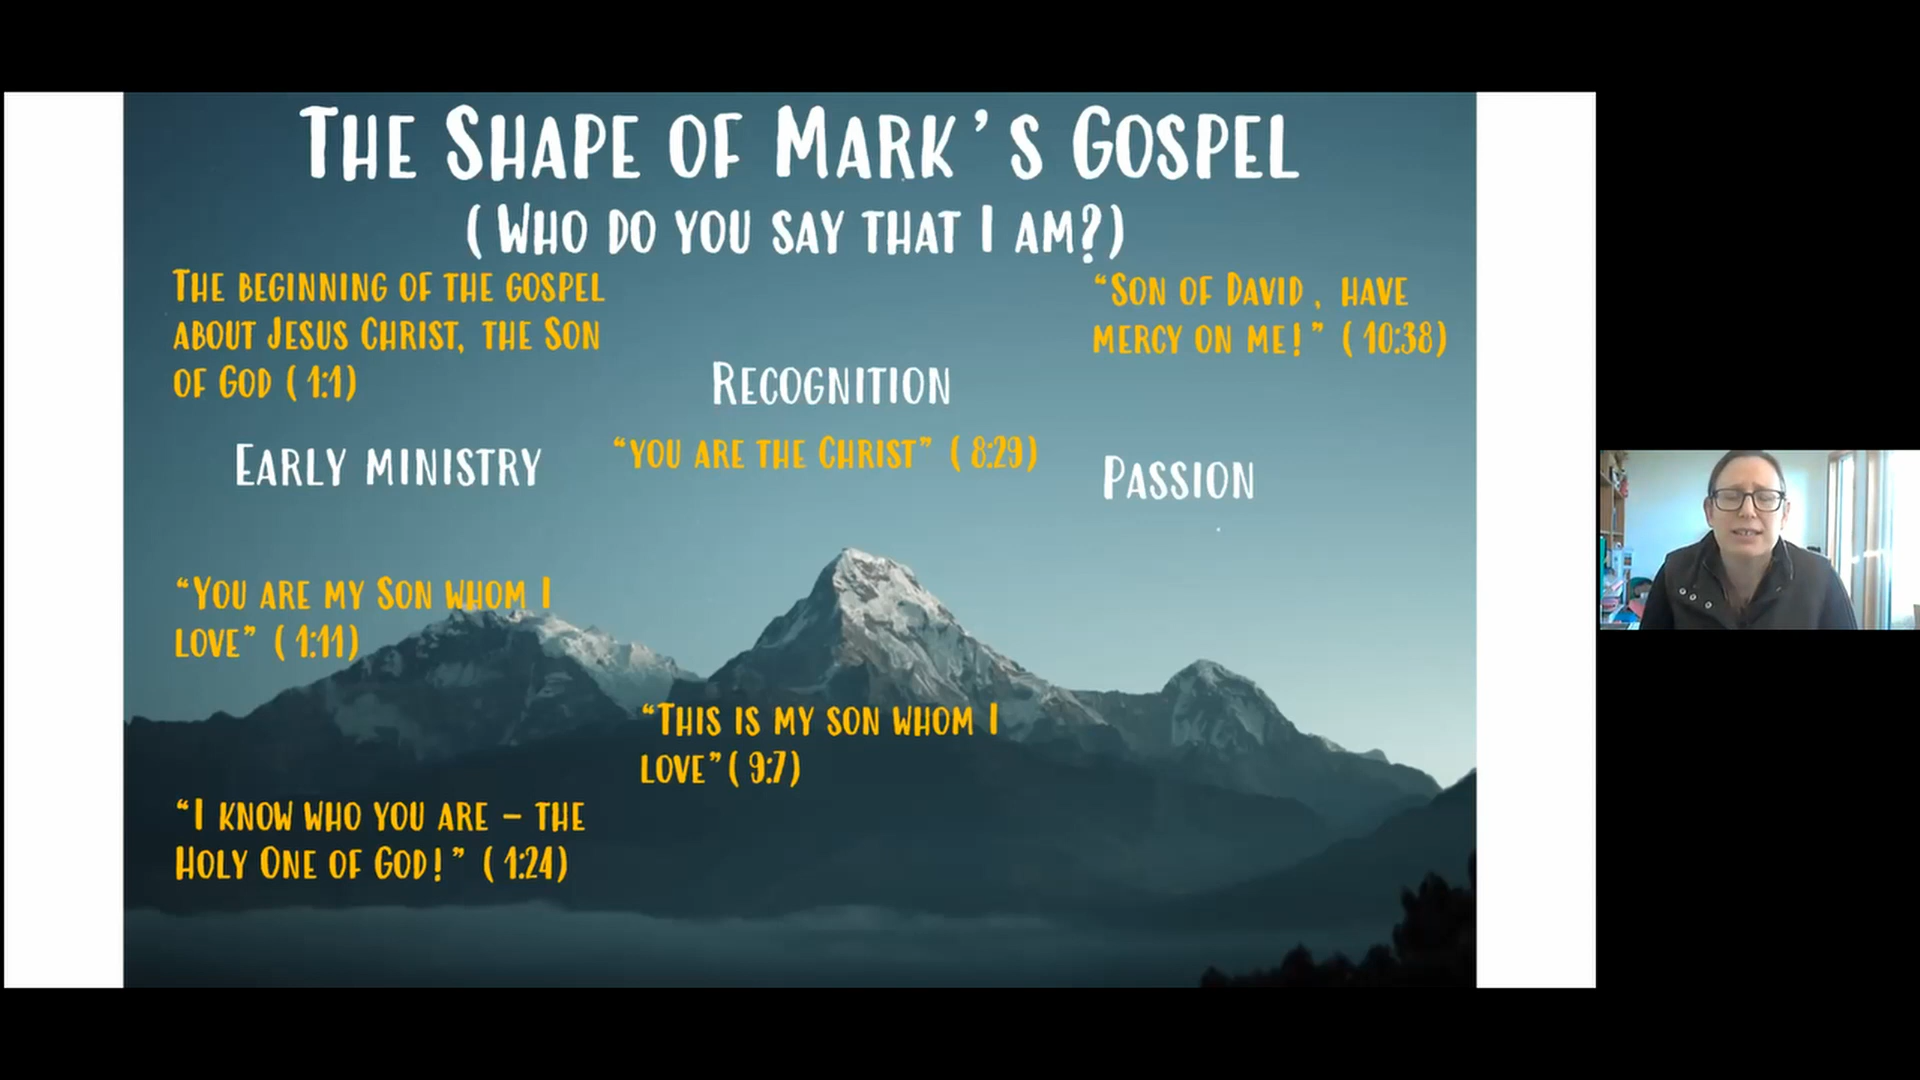 The Shape of Mark's Gospel
(Who do you say that I am?)
The beginning of the gospel
about Jesus Christ, the Son
of God (1:1)
Early ministry
"You are my Son whom I
love" (1:11)
"I know who you are – the
Holy One of God!" (1:24)
Recognition
"you are the Christ" (8:29)
"This is my son whom I
love" (9:7)
"Son of David, have
mercy on me!" (10:38)
Passion